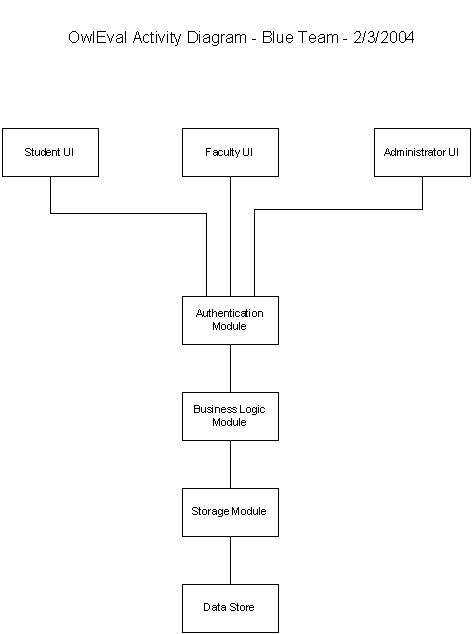 OwlEval Activity Diagram - Blue Team - 2/3/2004
Student UI
Faculty UI
Administrator UI
Authentication
Module
Business Logic
Module
Storage Module
Data Store